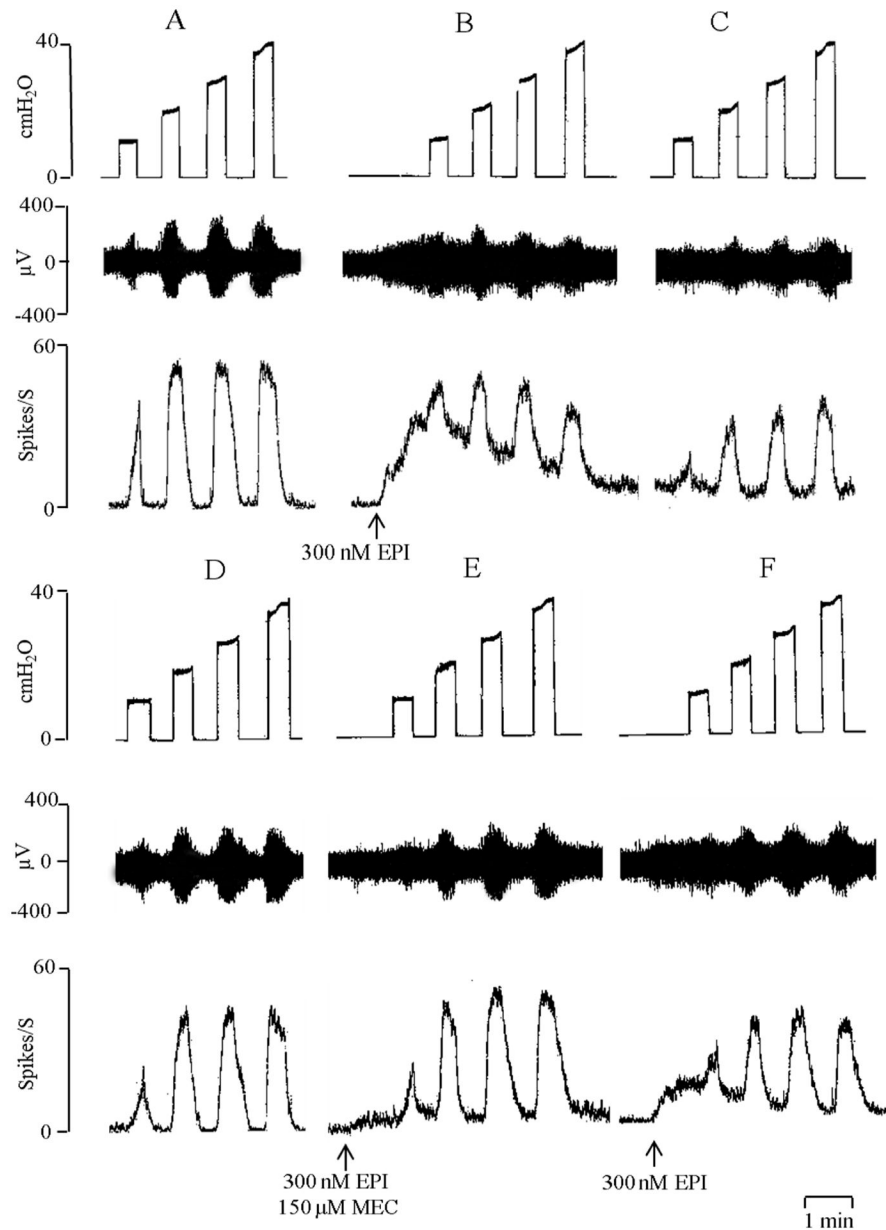 A B C
40
cmH₂O
0
400
µV 0
-400
60
Spikes/S
0
300 nM EPI
D E F
40
cmH₂O
0
400
µV 0
-400
60
Spikes/S
0
300 nM EPI
150 µM MEC
300 nM EPI
1 min